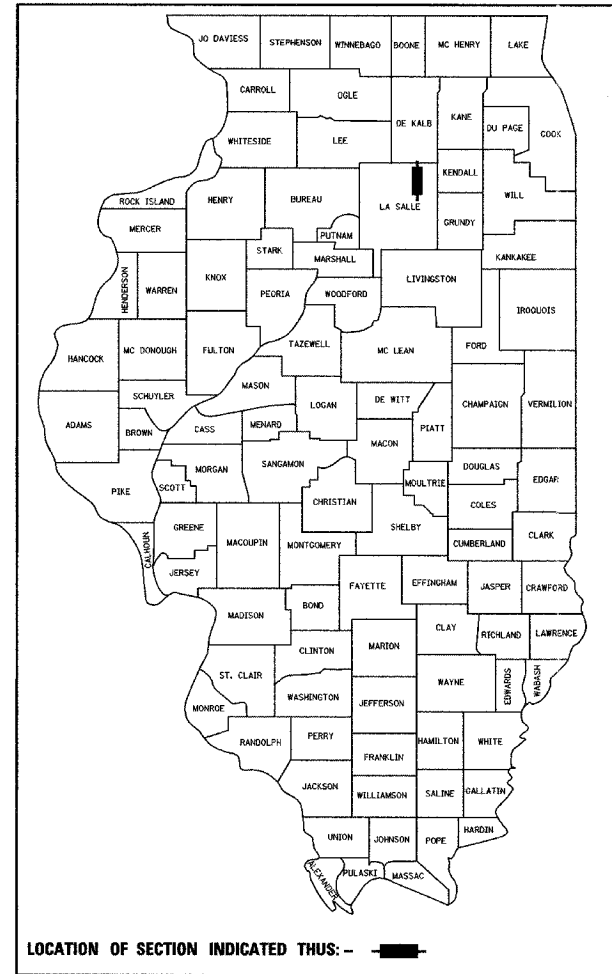 JO DAVIESS STEPHENSON WINNEBAGO BOONE MC HENRY LAKE
CARROLL OGLE DE KALB KANE DU PAGE COOK
WHITESIDE LEE KENDALL WILL
ROCK ISLAND HENRY BUREAU LA SALLE GRUNDY
MERCER STARK PUTNAM MARSHALL KANKAKEE
HENDERSON WARREN KNOX PEORIA WOODFORD LIVINGSTON IROQUOIS
HANCOCK MC DONOUGH FULTON TAZEWELL MC LEAN FORD
SCHUYLER MASON LOGAN DE WITT CHAMPAIGN VERMILION
ADAMS BROWN CASS MENARD MACON PIATT
PIKE SCOTT MORGAN SANGAMON CHRISTIAN MOULTRIE DOUGLAS EDGAR
COLES
CALHOUN GREENE MACOUPIN MONTGOMERY SHELBY CUMBERLAND CLARK
JERSEY FAYETTE EFFINGHAM JASPER CRAWFORD
MADISON BOND CLAY RICHLAND LAWRENCE
CLINTON MARION
ST. CLAIR WASHINGTON JEFFERSON WAYNE EDWARDS WABASH
MONROE
RANDOLPH PERRY FRANKLIN HAMILTON WHITE
JACKSON WILLIAMSON SALINE GALLATIN
UNION JOHNSON POPE HARDIN
ALEXANDER PULASKI MASSAC
LOCATION OF SECTION INDICATED THUS: -